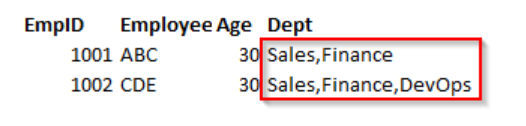 EmpID Employee Age Dept
1001 ABC 30 Sales,Finance
1002 CDE 30 Sales,Finance,DevOps